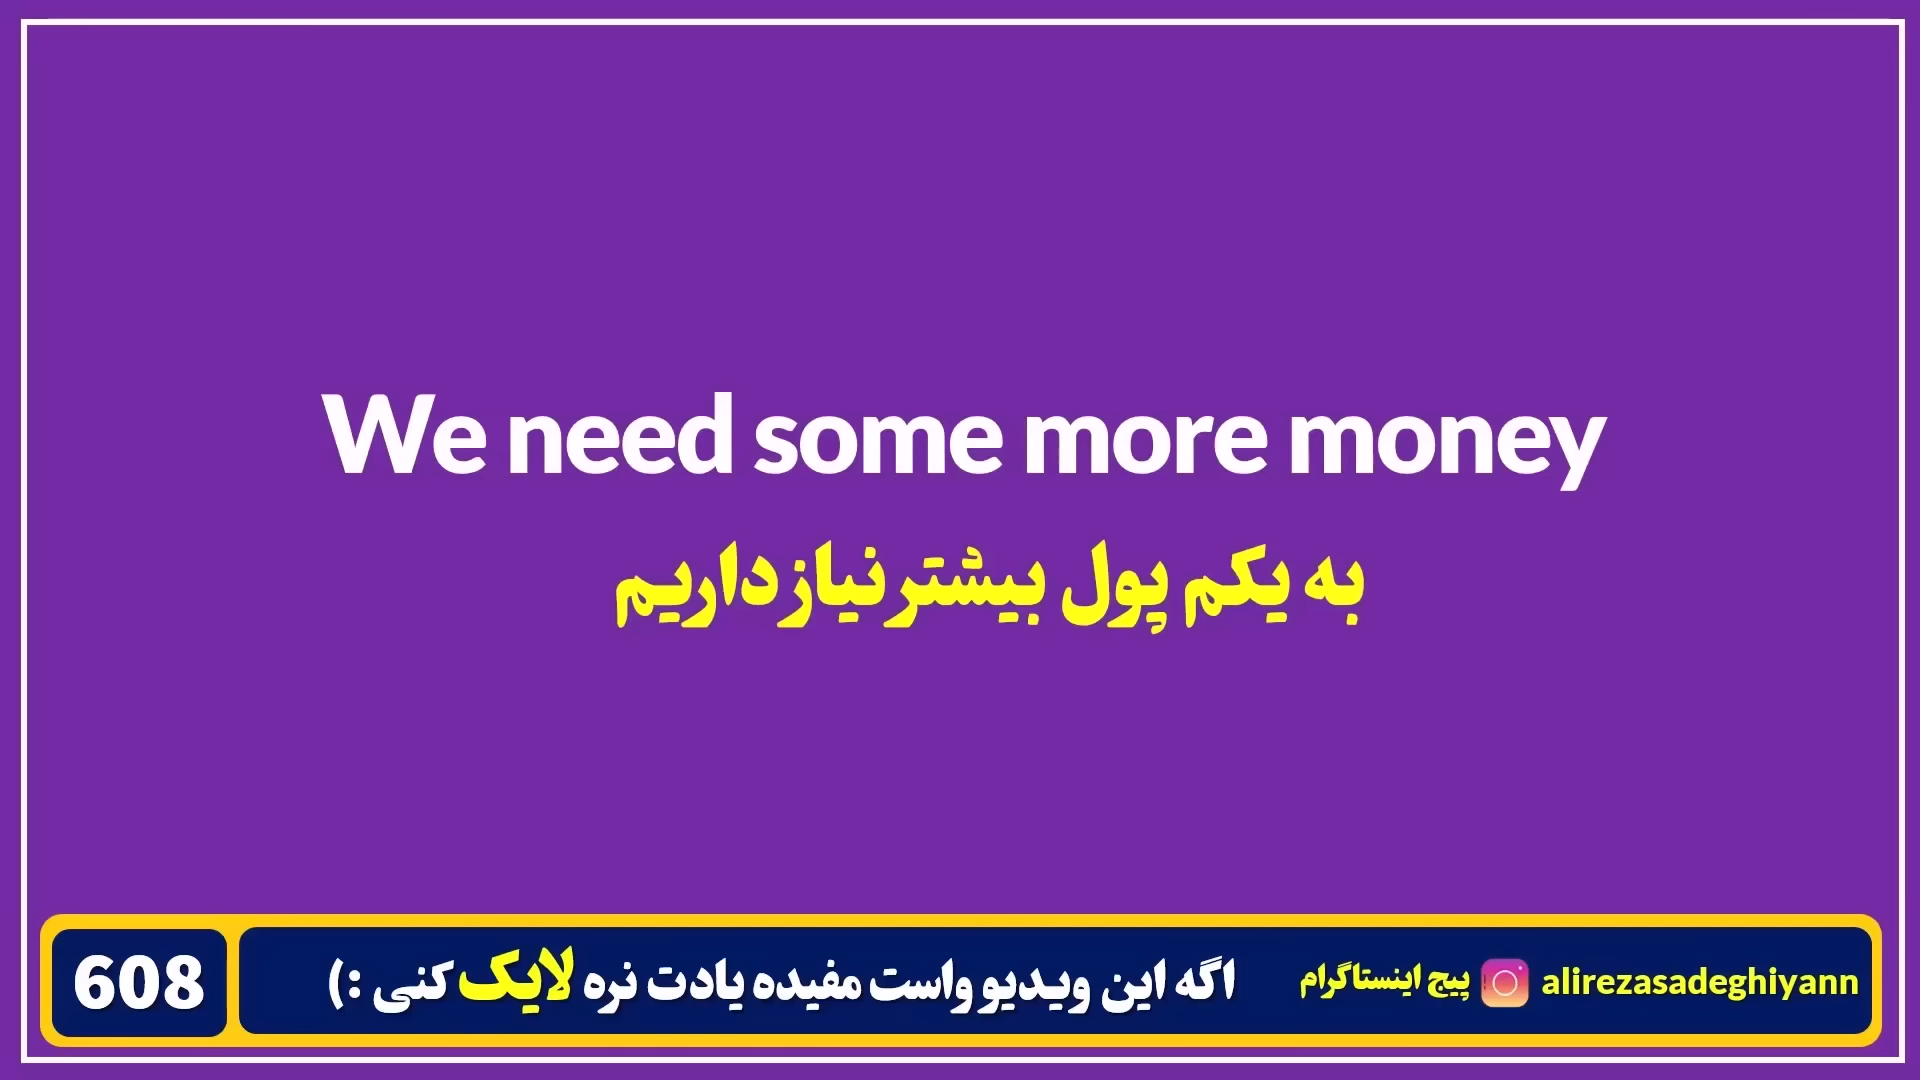 We need some more money
به یکم پول بیشتر نیاز داریم
608
اگه این ویدیو واست مفیده یادت نره لایک کنی :)
پیج اینستاگرام alirezasadeghiyann